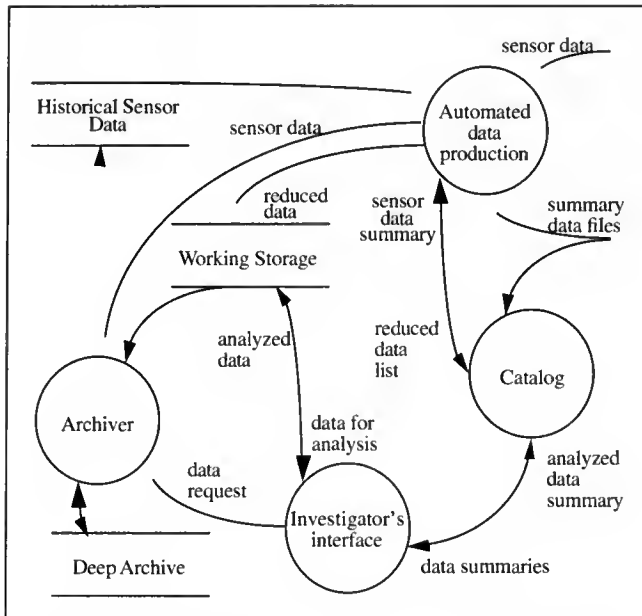 sensor data
Historical Sensor
Data
sensor data
Automated
data
production
reduced
data
sensor
data
summary
summary
data files
Working Storage
analyzed
data
reduced
data
list
Catalog
Archiver
data for
analysis
data
request
analyzed
data
summary
Investigator's
interface
Deep Archive
data summaries